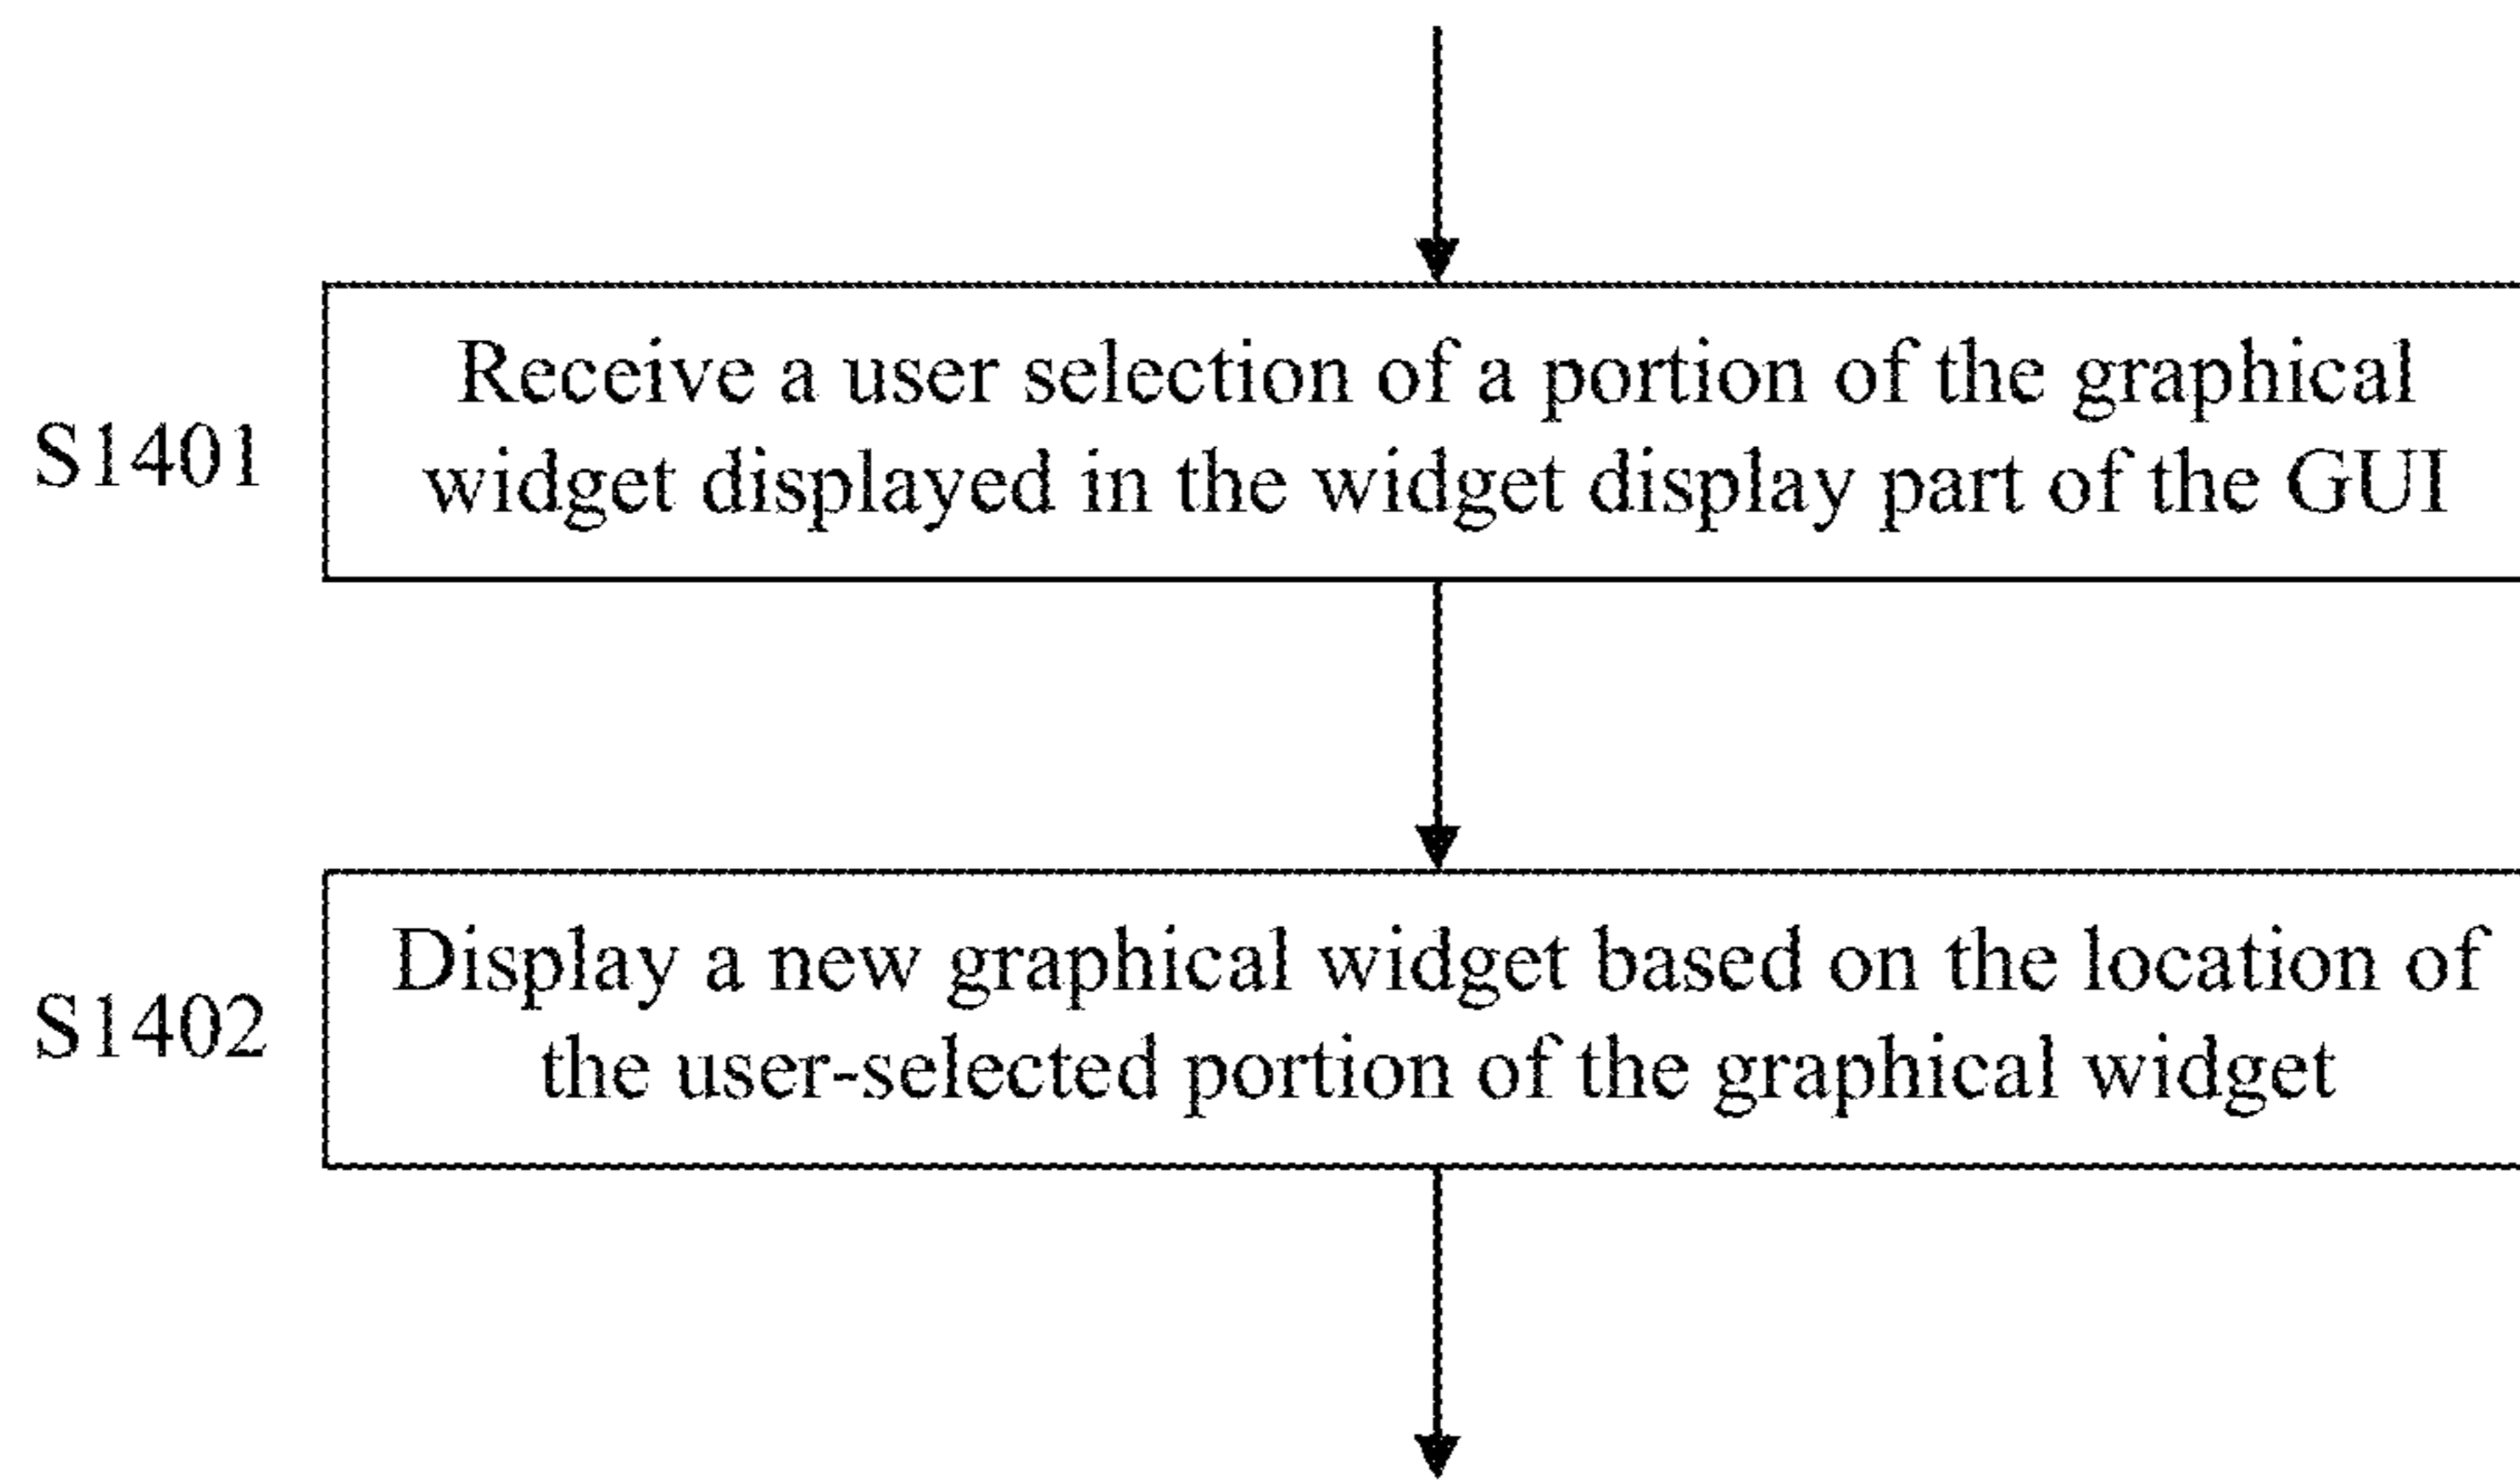 Receive a user selection of a portion of the graphical
S1401
widget displayed in the widget display part of the GUI
Display a new graphical widget based on the location of
S1402
the user-selected portion of the graphical widget